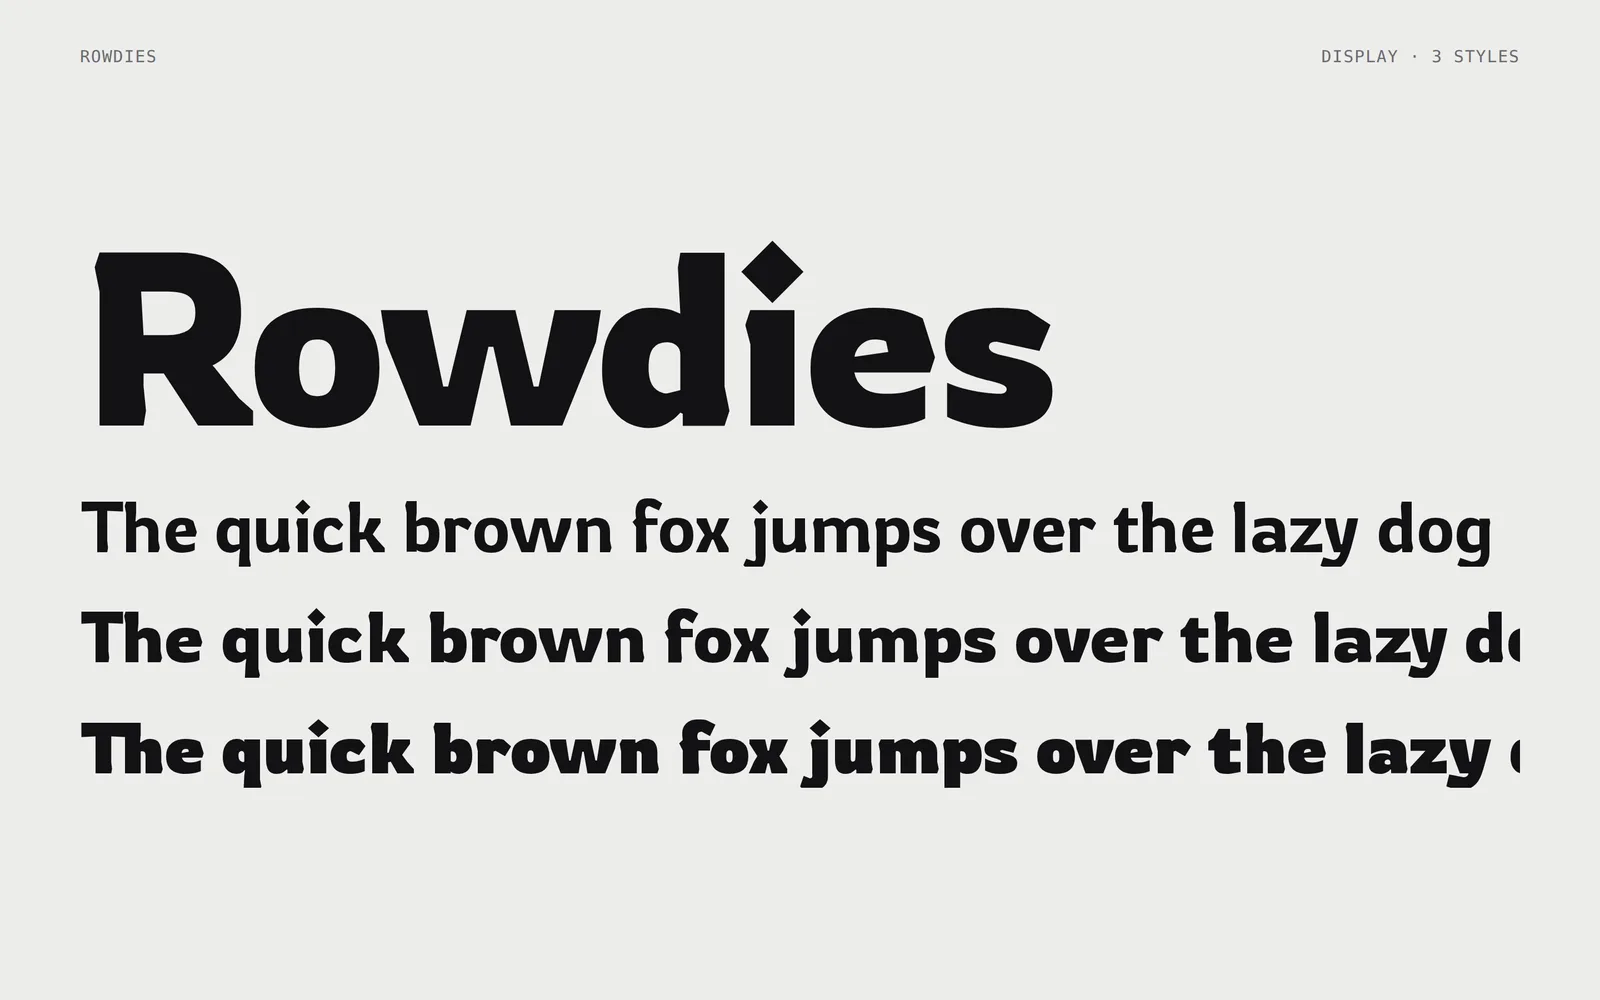 ROWDIES
DISPLAY · 3 STYLES
Rowdies
The quick brown fox jumps over the lazy dog
The quick brown fox jumps over the lazy
The quick brown fox jumps over the lazy